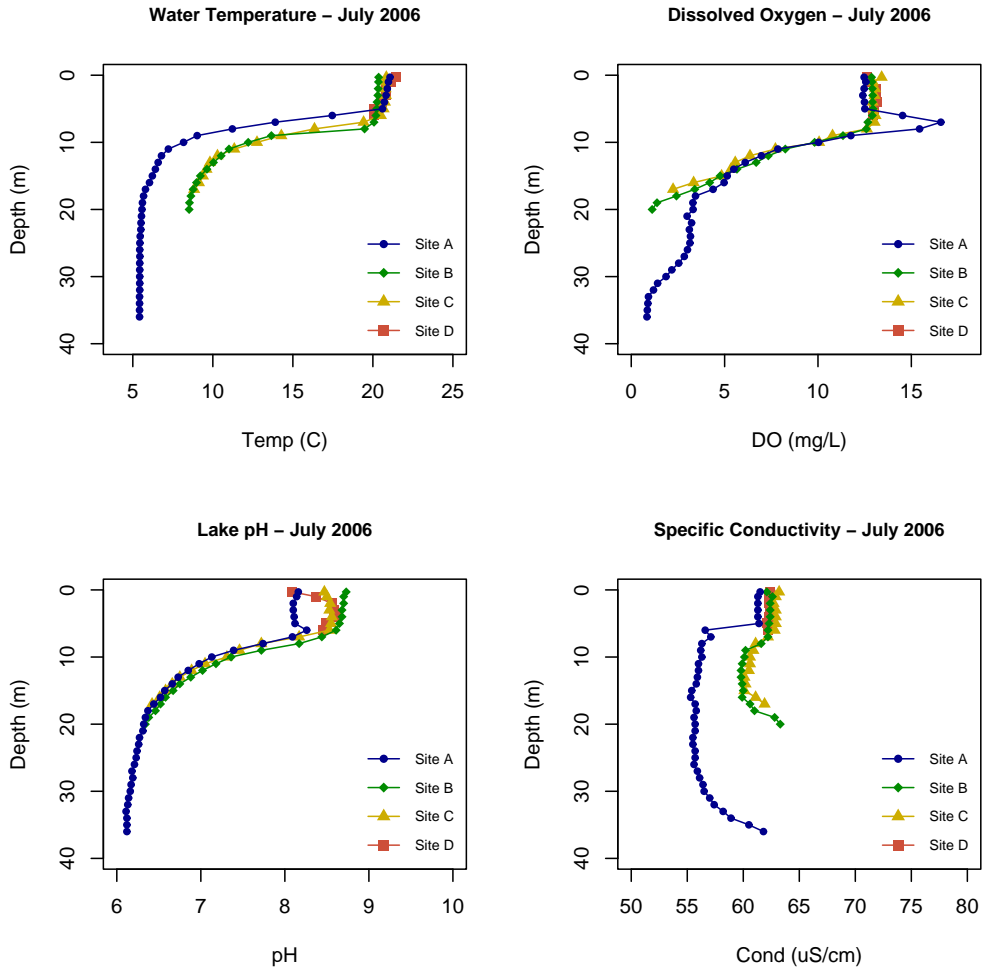 Water Temperature – July 2006
0
10
20
30
40
Depth (m)
5
10
15
20
25
Temp (C)
Site A
Site B
Site C
Site D
Dissolved Oxygen – July 2006
0
10
20
30
40
Depth (m)
0
5
10
15
DO (mg/L)
Site A
Site B
Site C
Site D
Lake pH – July 2006
0
10
20
30
40
Depth (m)
6
7
8
9
10
pH
Site A
Site B
Site C
Site D
Specific Conductivity – July 2006
0
10
20
30
40
Depth (m)
50
55
60
65
70
75
80
Cond (uS/cm)
Site A
Site B
Site C
Site D